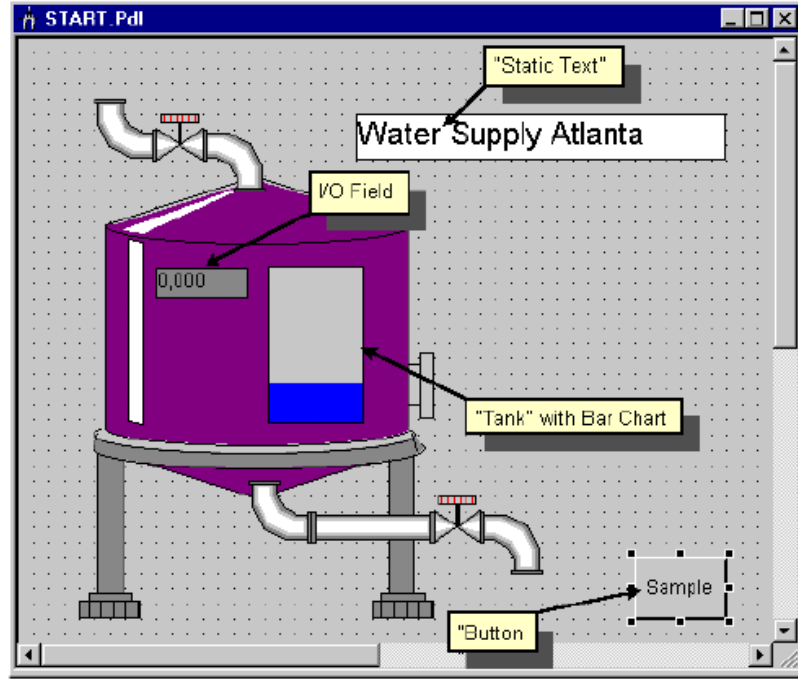 START.Pdl
"Static Text"
Water Supply Atlanta
I/O Field
0,000
"Tank" with Bar Chart
Sample
"Button